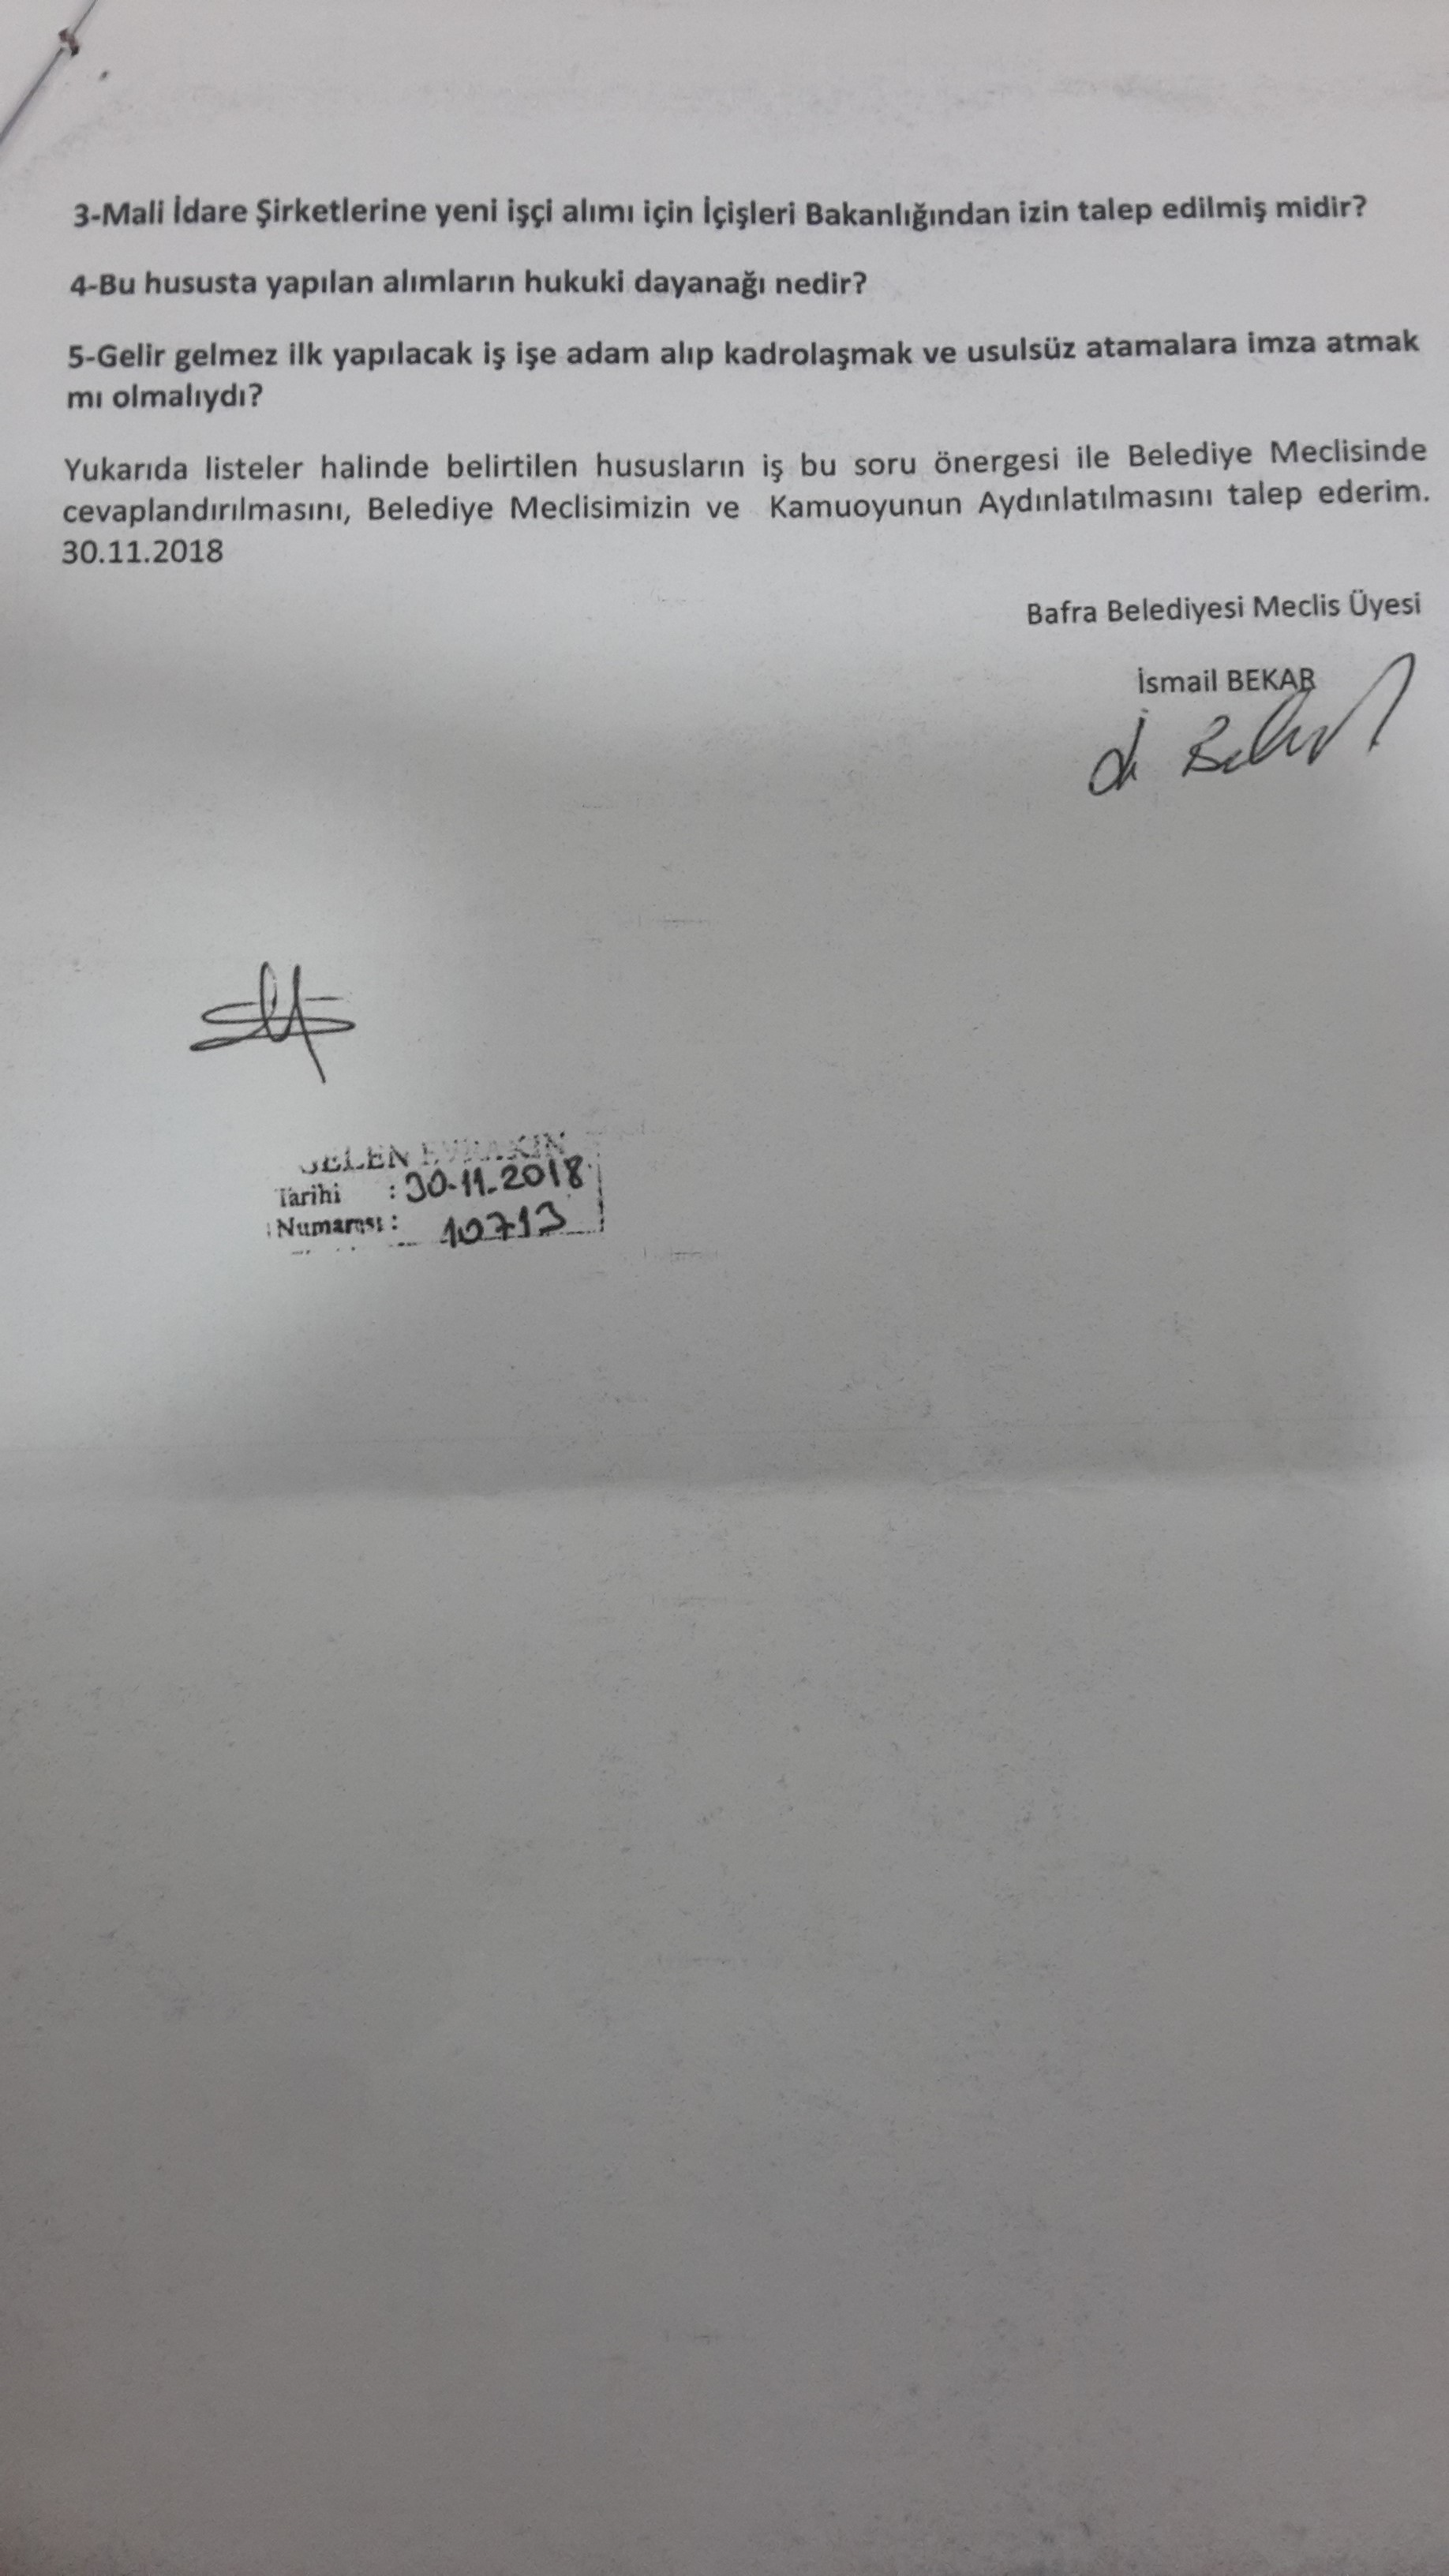 3-Mali İdare Şirketlerine yeni işçi alımı için İçişleri Bakanlığından izin talep edilmiş midir?
4-Bu hususta yapılan alımların hukuki dayanağı nedir?
5-Gelir gelmez ilk yapılacak iş işe adam alıp kadrolaşmak ve usulsüz atamalara imza atmak
mı olmalıydı?
Yukarıda listeler halinde belirtilen hususların iş bu soru önergesi ile Belediye Meclisinde
cevaplandırılmasını, Belediye Meclisimizin ve Kamuoyunun Aydınlatılmasını talep ederim.
30.11.2018
Bafra Belediyesi Meclis Üyesi
İsmail BEKAR
GELEN EVRAKIN
Tarihi : 30.11.2018
Numarası : 10713